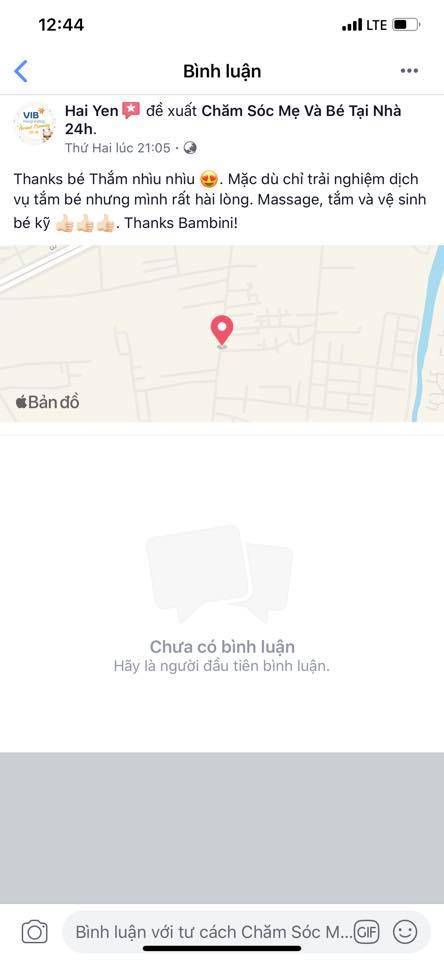 12:44
LTE
Bình luận
VIB
Hai Yen đề xuất Chăm Sóc Mẹ Và Bé Tại Nhà
24h.
Thứ Hai lúc 21:05 ·
Thanks bé Thắm nhìu nhìu 😍. Mặc dù chỉ trải nghiệm dịch
vụ tắm bé nhưng mình rất hài lòng. Massage, tắm và vệ sinh
bé kỹ 👍🏻👍🏻👍🏻. Thanks Bambini!
Bản đồ
Chưa có bình luận
Hãy là người đầu tiên bình luận.
Bình luận với tư cách Chăm Sóc M...
GIF